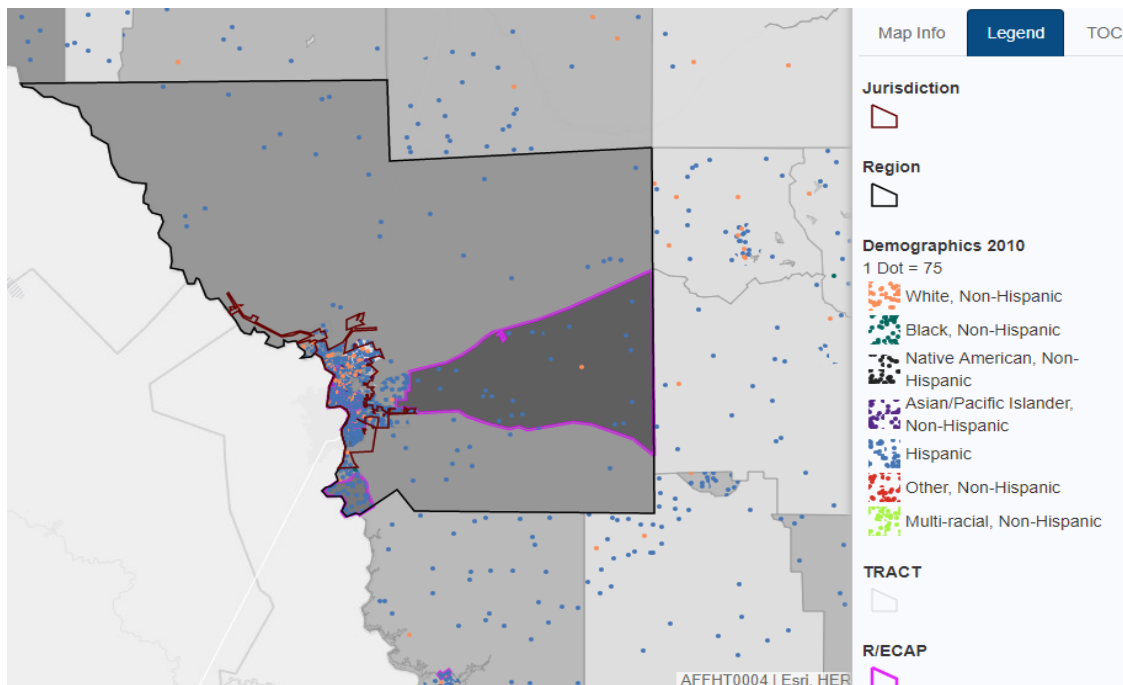 Map Info
Legend
TOC
Jurisdiction
Region
Demographics 2010
1 Dot = 75
White, Non-Hispanic
Black, Non-Hispanic
Native American, Non-
Hispanic
Asian/Pacific Islander,
Non-Hispanic
Hispanic
Other, Non-Hispanic
Multi-racial, Non-Hispanic
TRACT
R/ECAP
AFFHT0004 | Esri, HER